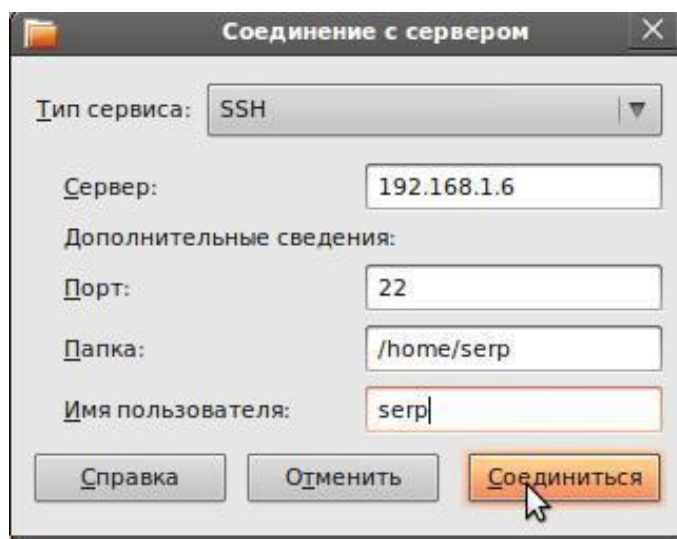 Соединение с сервером
Тип сервиса: SSH
Сервер: 192.168.1.6
Дополнительные сведения:
Порт: 22
Папка: /home/serp
Имя пользователя: serp
Справка Отменить Соединиться